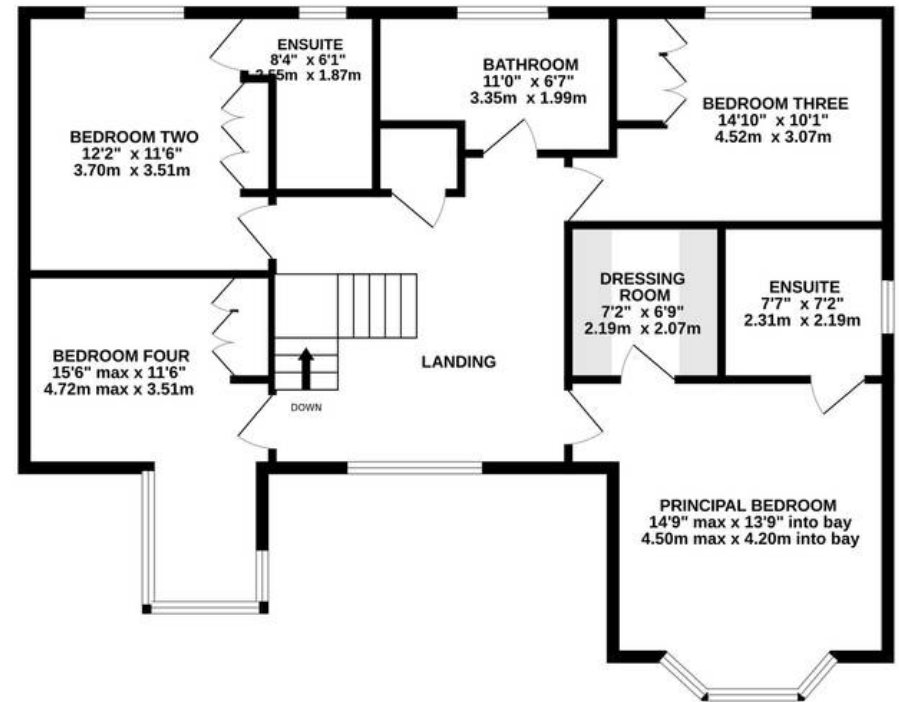 ENSUITE
8'4" x 6'1"
2.55m x 1.87m
BATHROOM
11'0" x 6'7"
3.35m x 1.99m
BEDROOM THREE
14'10" x 10'1"
4.52m x 3.07m
BEDROOM TWO
12'2" x 11'6"
3.70m x 3.51m
DRESSING
ROOM
7'2" x 6'9"
2.19m x 2.07m
ENSUITE
7'7" x 7'2"
2.31m x 2.19m
BEDROOM FOUR
15'6" max x 11'6"
4.72m max x 3.51m
LANDING
DOWN
PRINCIPAL BEDROOM
14'9" max x 13'9" into bay
4.50m max x 4.20m into bay